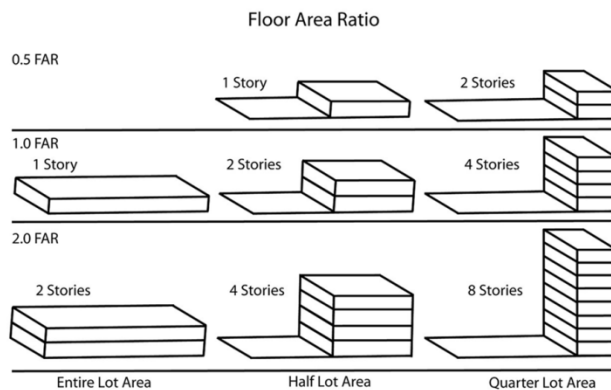 Floor Area Ratio
0.5 FAR
1 Story
2 Stories
1.0 FAR
1 Story
2 Stories
4 Stories
2.0 FAR
2 Stories
4 Stories
8 Stories
Entire Lot Area
Half Lot Area
Quarter Lot Area